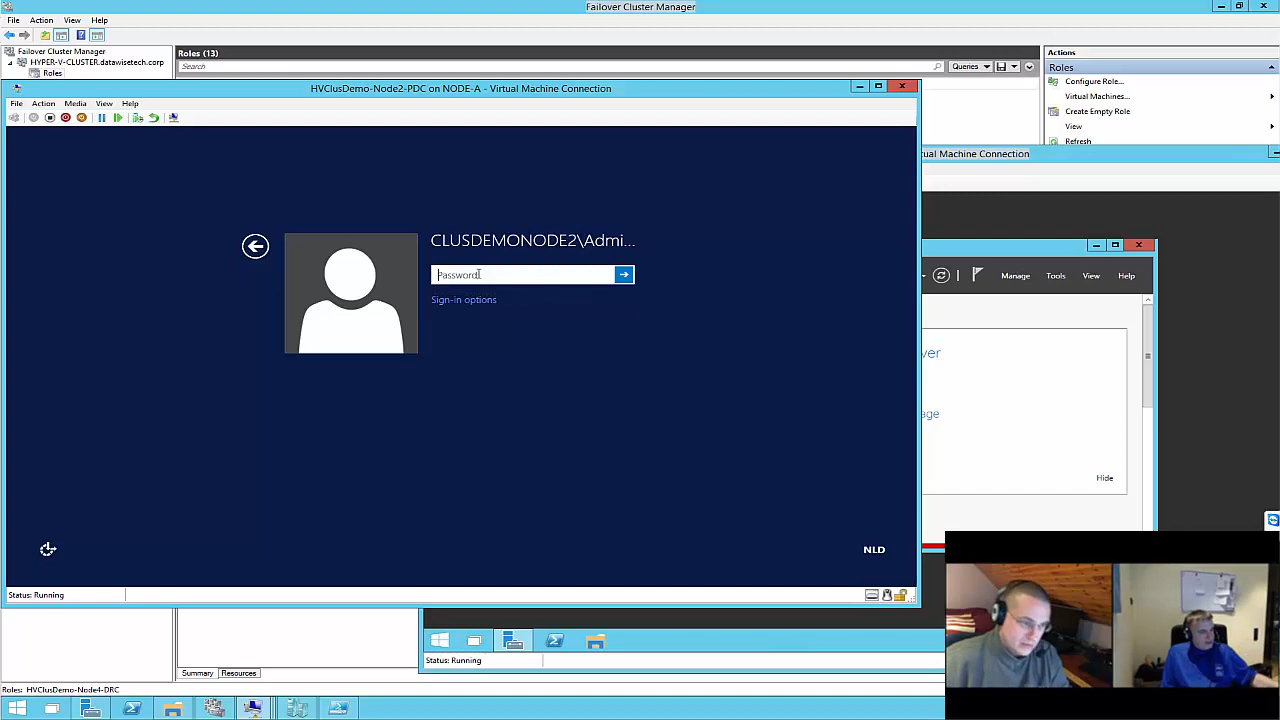 Failover Cluster Manager
File Action View Help
Failover Cluster Manager
HYPER-V-CLUSTER.datawisetech.corp
Roles
Roles (13)
Search
Queries
Actions
Roles
Configure Role...
Virtual Machines...
Create Empty Role
View
Refresh
HVClusDemo-Node2-PDC on NODE-A - Virtual Machine Connection
File Action Media View Help
CLUSDEMONODE2\Admi...
Password
Sign-in options
NLD
Status: Running
Virtual Machine Connection
Manage Tools View Help
Hide
Status: Running
Summary Resources
Roles: HVClusDemo-Node4-DRC